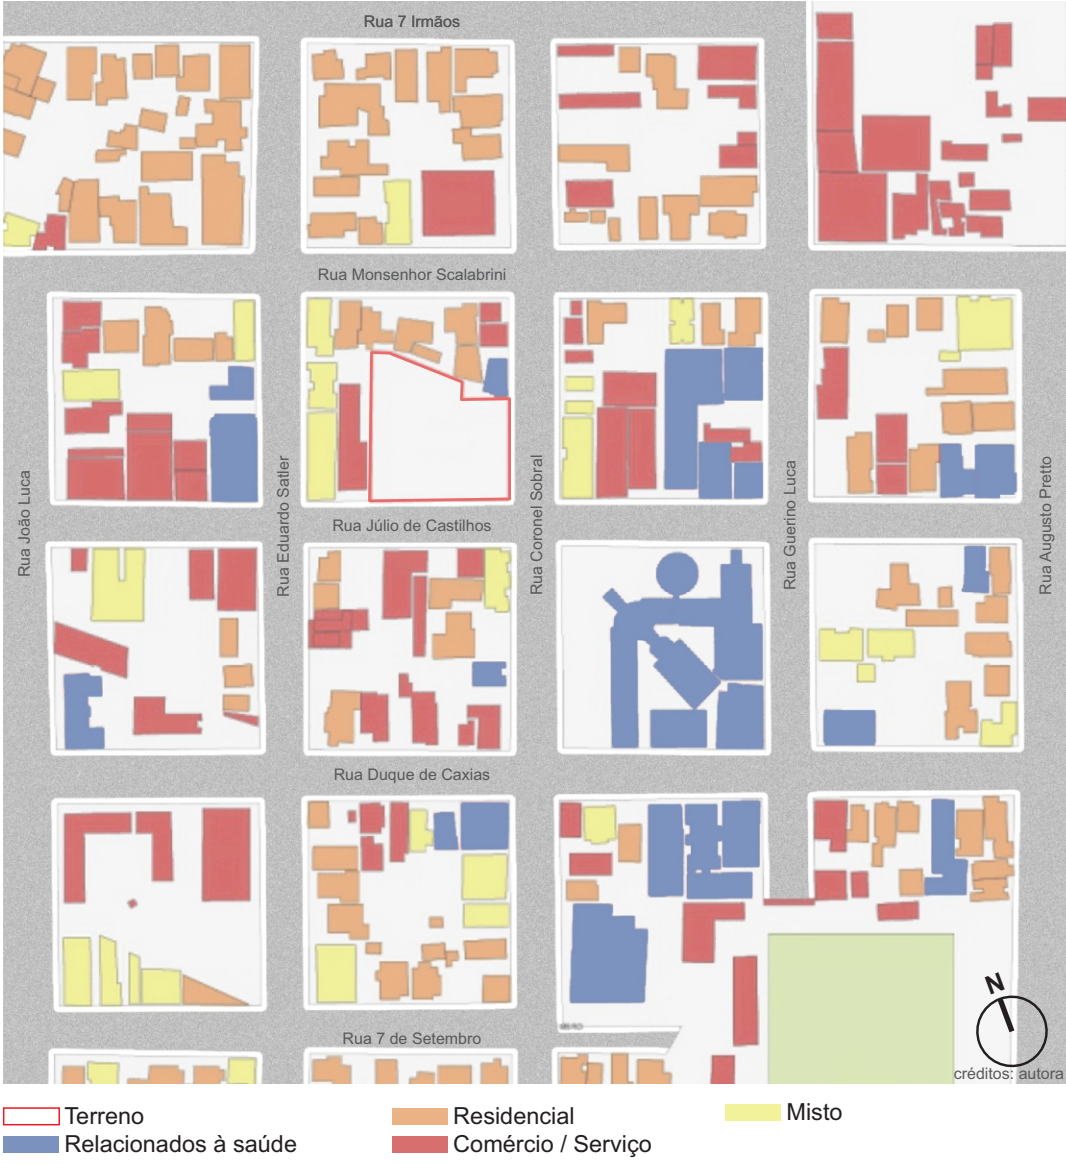 Rua 7 Irmãos
Rua Monsenhor Scalabrini
Rua João Luca
Rua Eduardo Satler
Rua Júlio de Castilhos
Rua Coronel Sobral
Rua Guerino Luca
Rua Augusto Pretto
Rua Duque de Caxias
Rua 7 de Setembro
N
créditos: autora
Terreno
Residencial
Misto
Relacionados à saúde
Comércio / Serviço